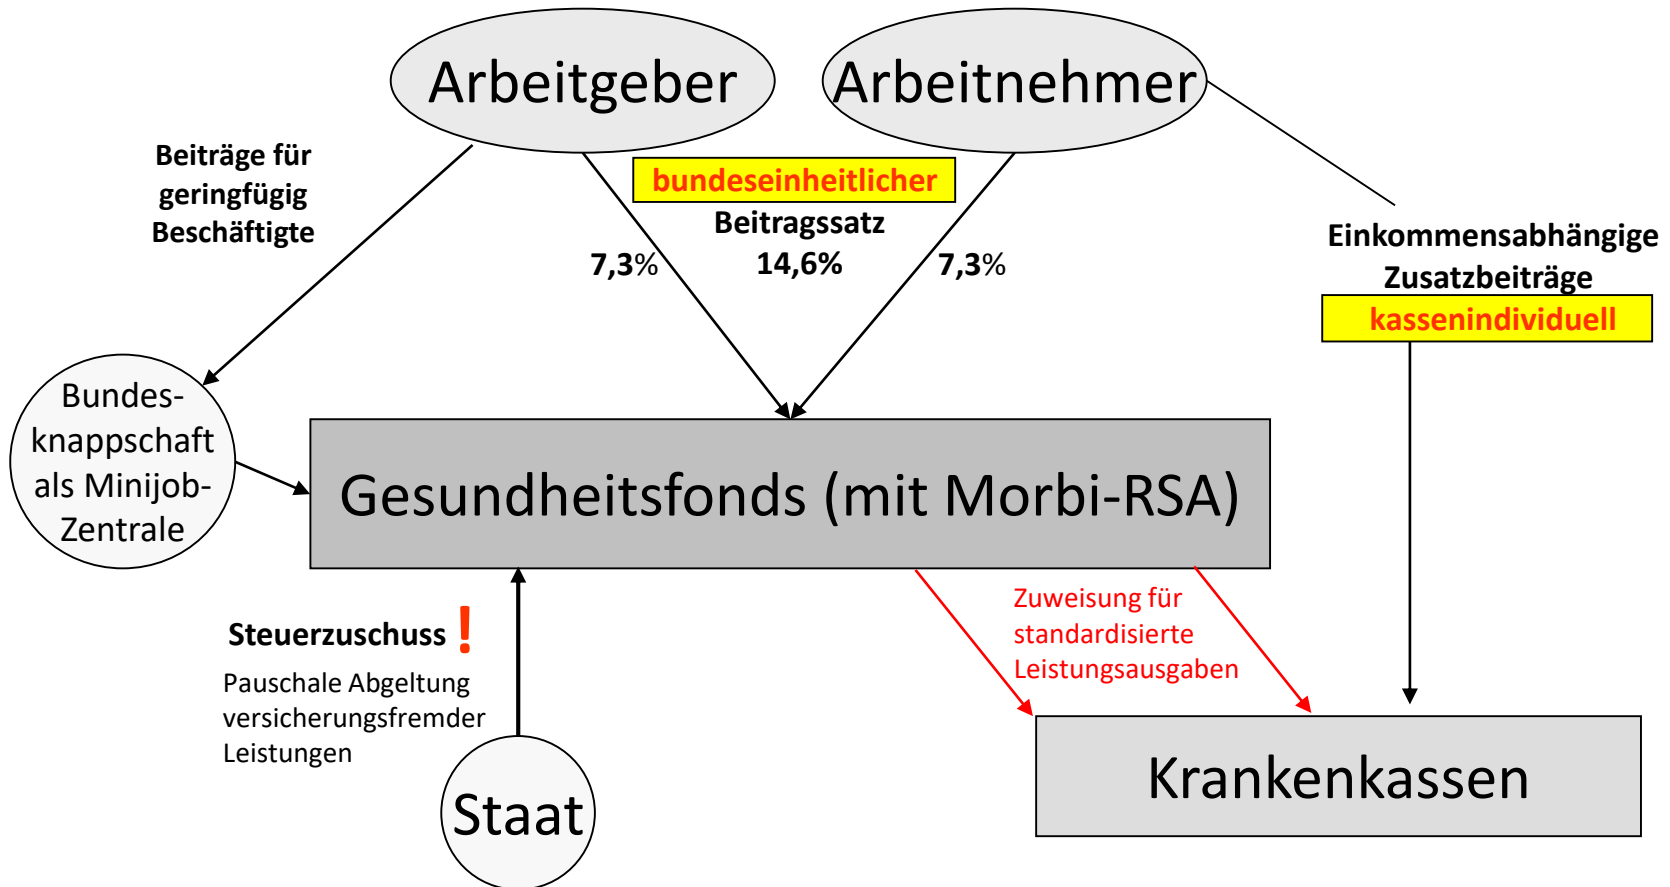 Arbeitgeber
Arbeitnehmer
Beiträge für
geringfügig
Beschäftigte
bundeseinheitlicher
Beitragssatz
14,6%
7,3%
7,3%
Einkommensabhängige
Zusatzbeiträge
kassenindividuell
Bundes-
knappschaft
als Minijob-
Zentrale
Gesundheitsfonds (mit Morbi-RSA)
Steuerzuschuss !
Pauschale Abgeltung
versicherungsfremder
Leistungen
Zuweisung für
standardisierte
Leistungsausgaben
Staat
Krankenkassen